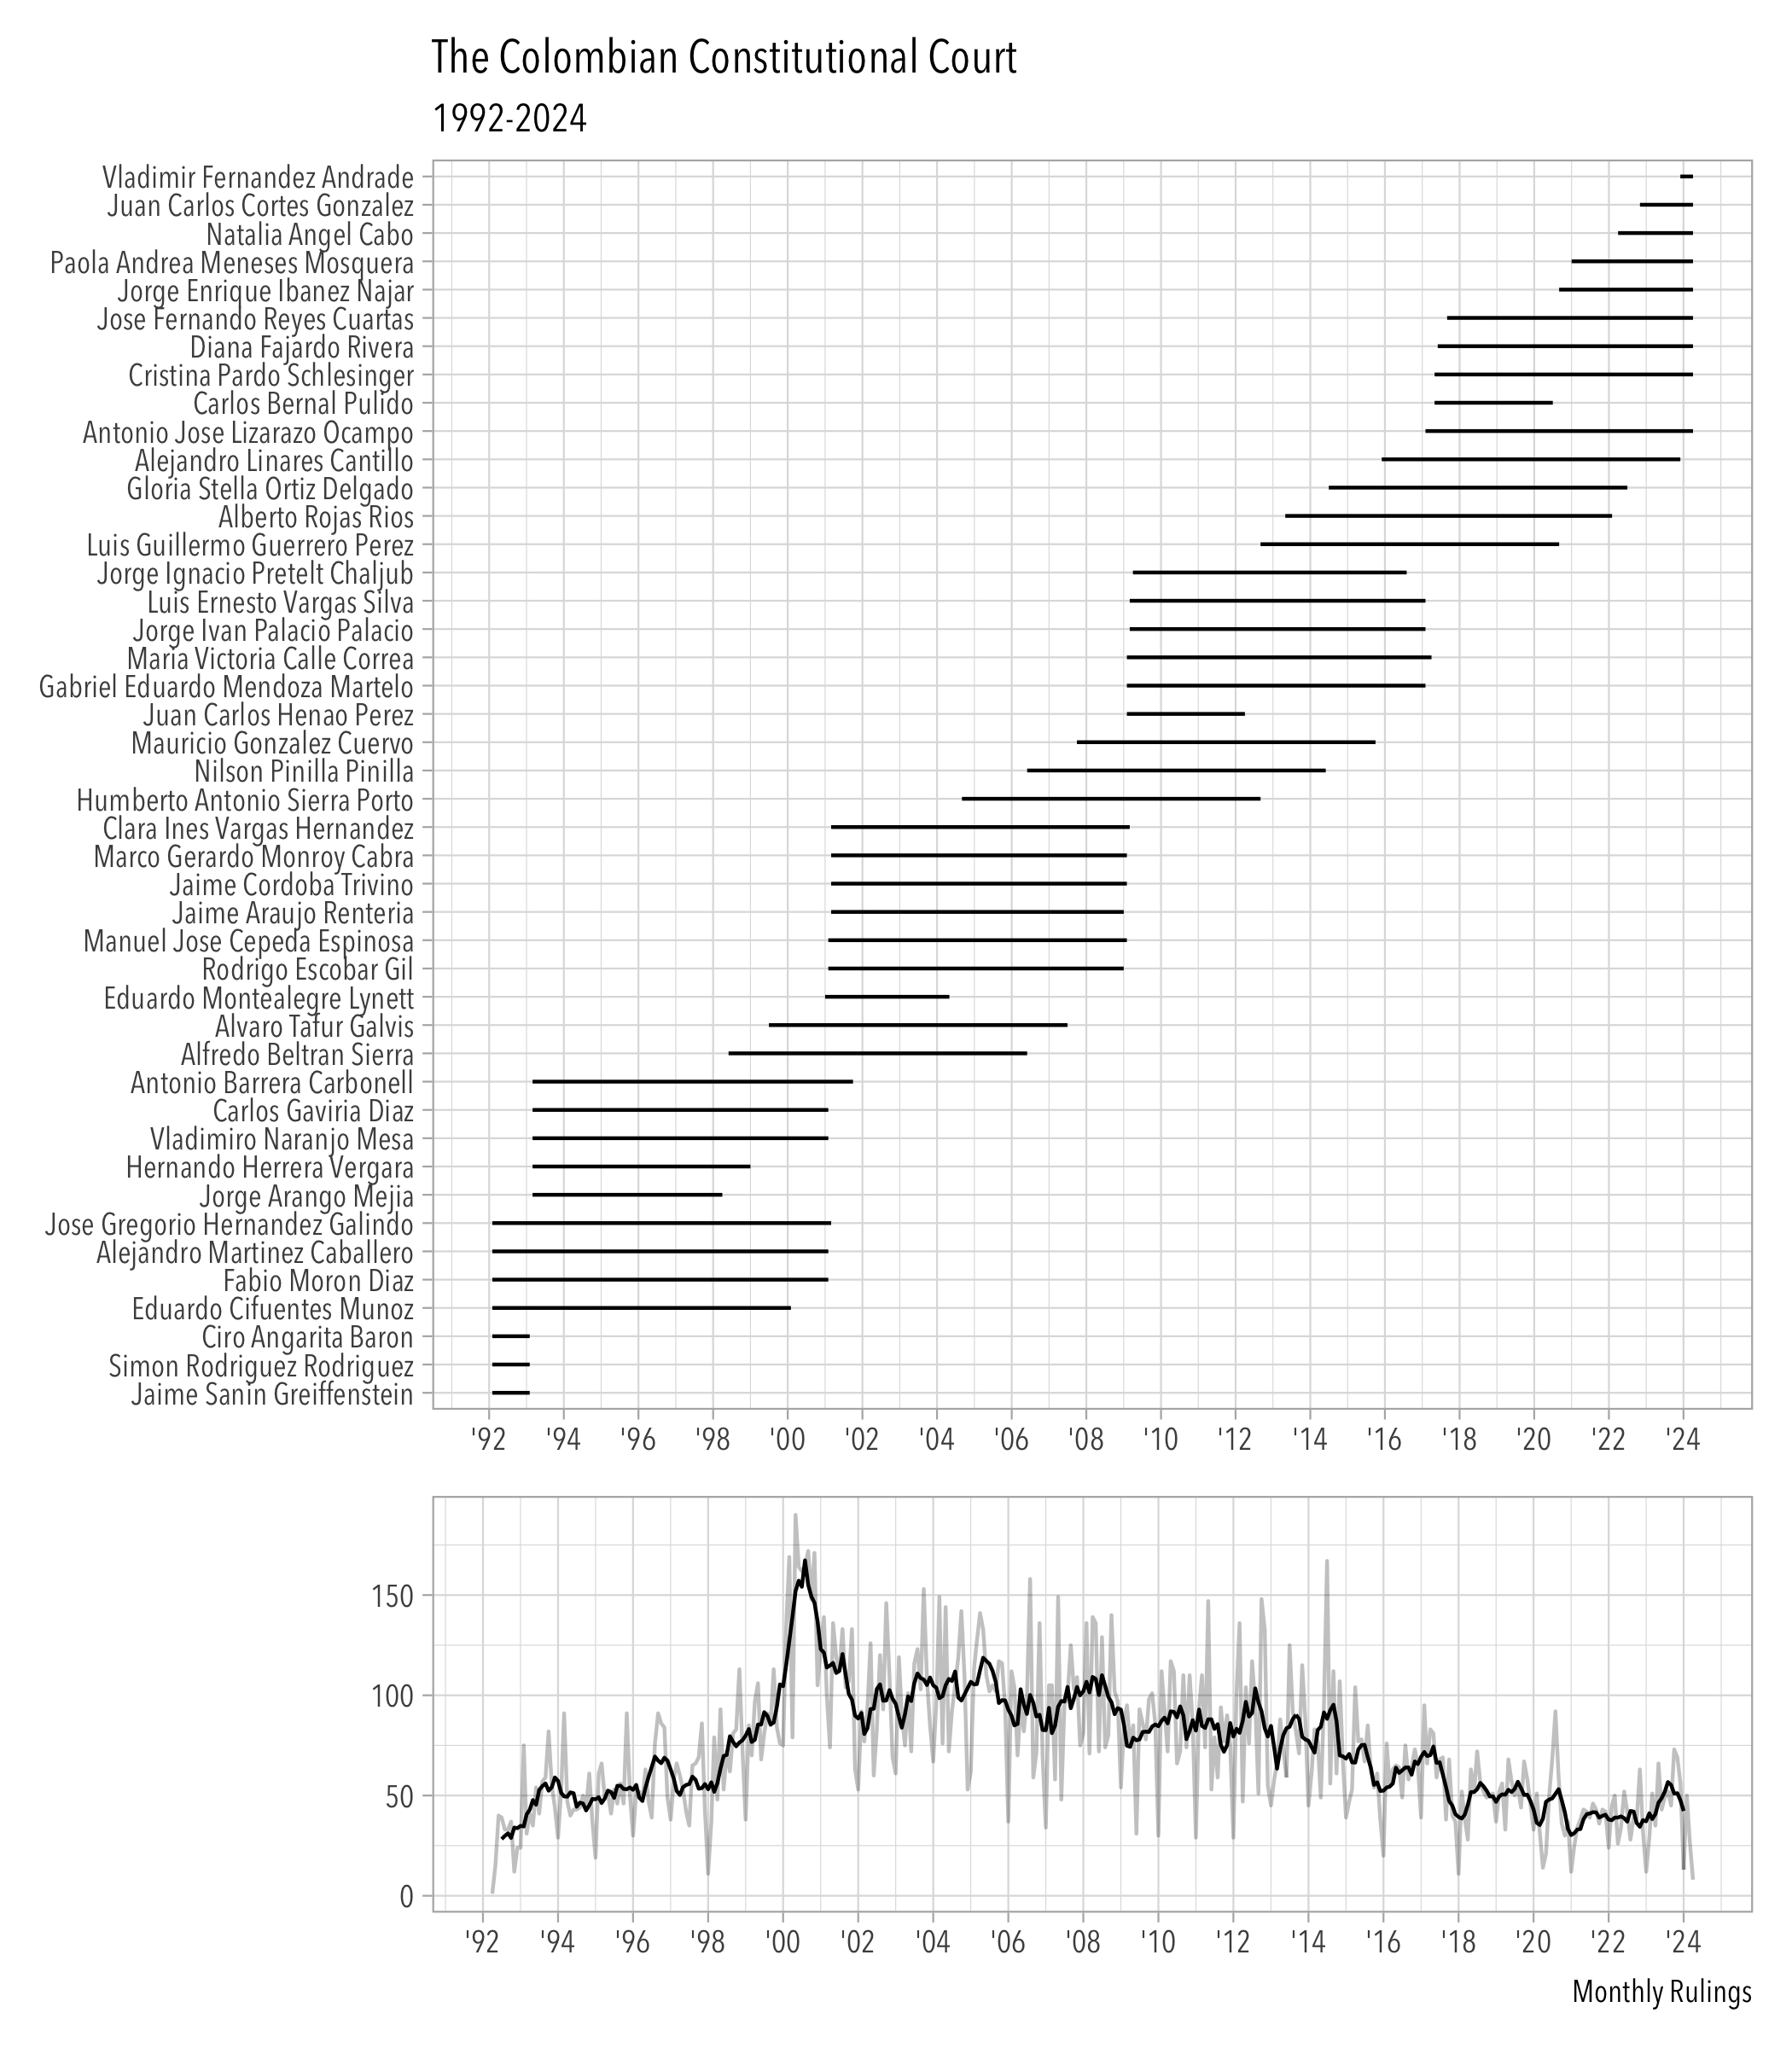 The Colombian Constitutional Court
1992-2024
Vladimir Fernandez Andrade
Juan Carlos Cortes Gonzalez
Natalia Angel Cabo
Paola Andrea Meneses Mosquera
Jorge Enrique Ibanez Najar
Jose Fernando Reyes Cuartas
Diana Fajardo Rivera
Cristina Pardo Schlesinger
Carlos Bernal Pulido
Antonio Jose Lizarazo Ocampo
Alejandro Linares Cantillo
Gloria Stella Ortiz Delgado
Alberto Rojas Rios
Luis Guillermo Guerrero Perez
Jorge Ignacio Pretelt Chaljub
Luis Ernesto Vargas Silva
Jorge Ivan Palacio Palacio
Maria Victoria Calle Correa
Gabriel Eduardo Mendoza Martelo
Juan Carlos Henao Perez
Mauricio Gonzalez Cuervo
Nilson Pinilla Pinilla
Humberto Antonio Sierra Porto
Clara Ines Vargas Hernandez
Marco Gerardo Monroy Cabra
Jaime Cordoba Trivino
Jaime Araujo Renteria
Manuel Jose Cepeda Espinosa
Rodrigo Escobar Gil
Eduardo Montealegre Lynett
Alvaro Tafur Galvis
Alfredo Beltran Sierra
Antonio Barrera Carbonell
Carlos Gaviria Diaz
Vladimiro Naranjo Mesa
Hernando Herrera Vergara
Jorge Arango Mejia
Jose Gregorio Hernandez Galindo
Alejandro Martinez Caballero
Fabio Moron Diaz
Eduardo Cifuentes Munoz
Ciro Angarita Baron
Simon Rodriguez Rodriguez
Jaime Sanin Greiffenstein
'92 '94 '96 '98 '00 '02 '04 '06 '08 '10 '12 '14 '16 '18 '20 '22 '24
150
100
50
0
'92 '94 '96 '98 '00 '02 '04 '06 '08 '10 '12 '14 '16 '18 '20 '22 '24
Monthly Rulings